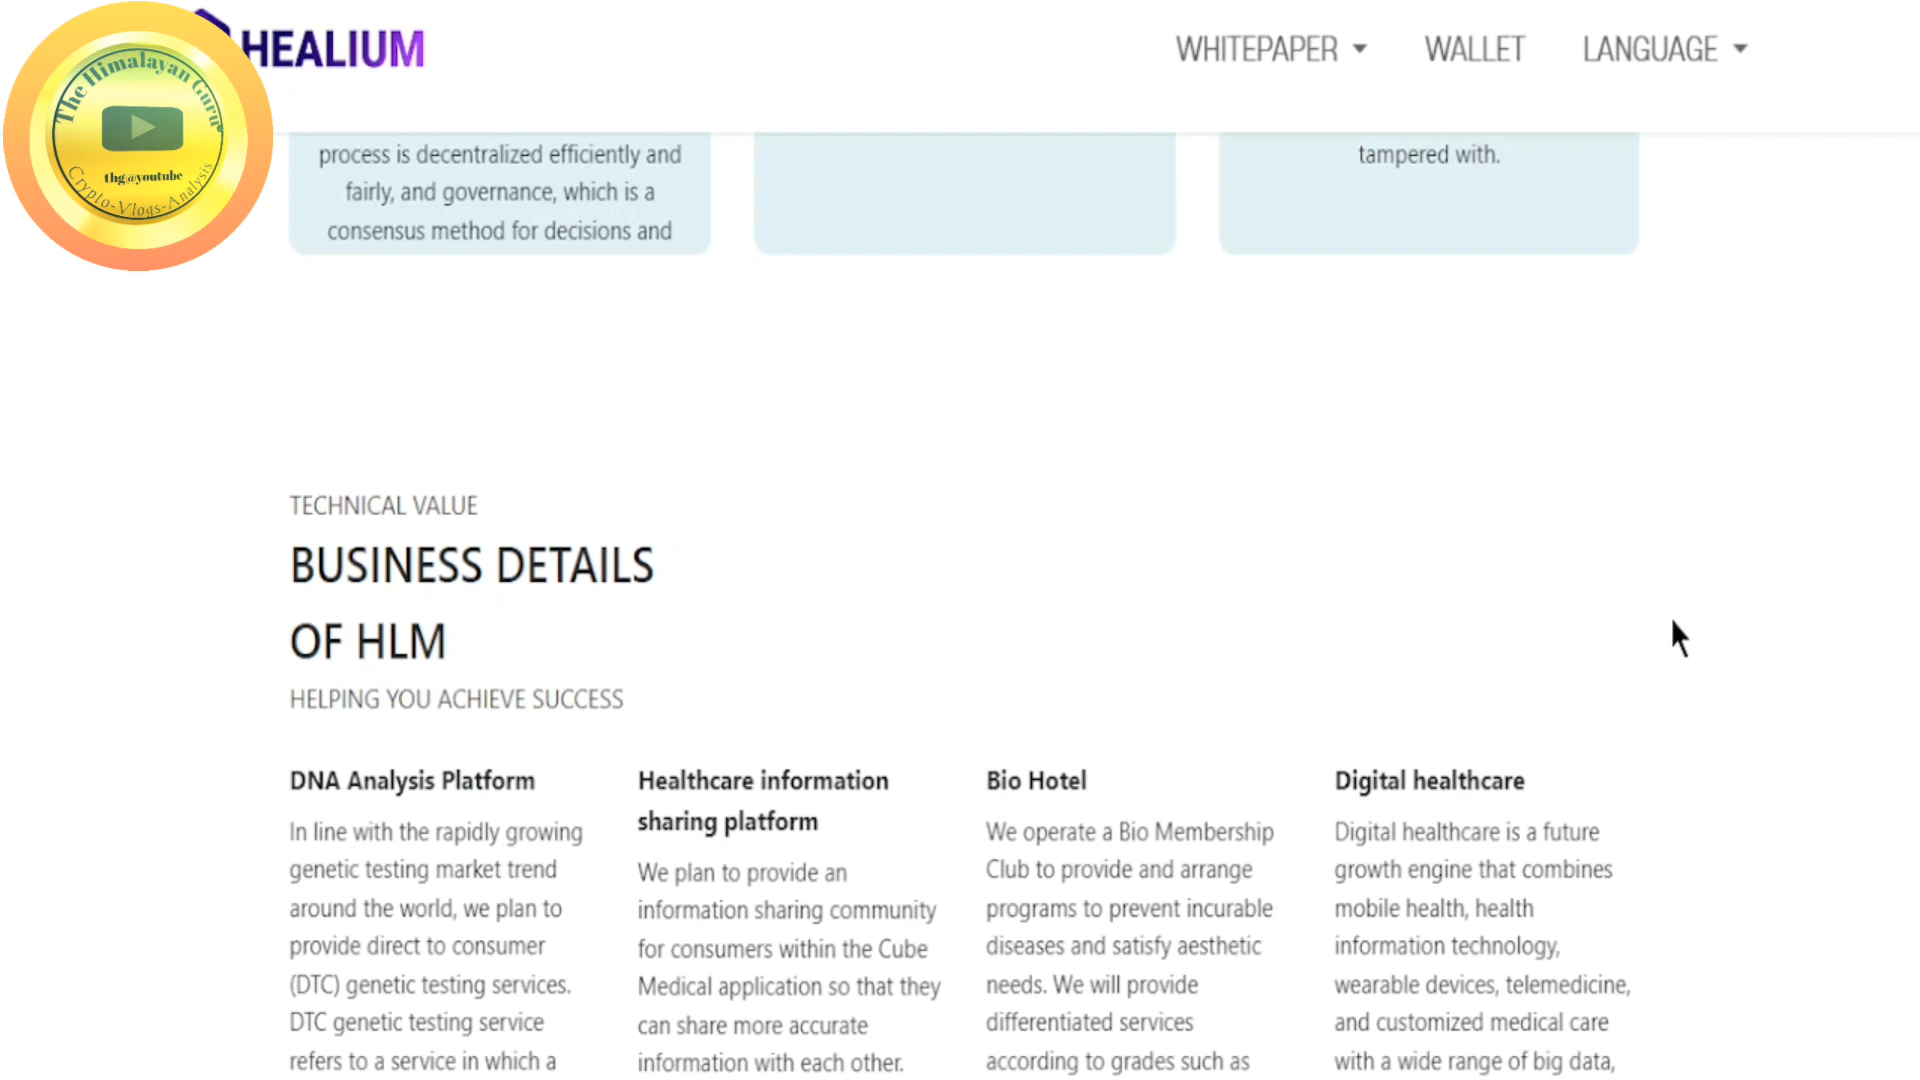 The Himalayan Guru
thg@youtube
Crypto-Vlogs-Analysis
HEALIUM
WHITEPAPER
WALLET
LANGUAGE
process is decentralized efficiently and
fairly, and governance, which is a
consensus method for decisions and
tampered with.
TECHNICAL VALUE
BUSINESS DETAILS
OF HLM
HELPING YOU ACHIEVE SUCCESS
DNA Analysis Platform
In line with the rapidly growing
genetic testing market trend
around the world, we plan to
provide direct to consumer
(DTC) genetic testing services.
DTC genetic testing service
refers to a service in which a
Healthcare information
sharing platform
We plan to provide an
information sharing community
for consumers within the Cube
Medical application so that they
can share more accurate
information with each other.
Bio Hotel
We operate a Bio Membership
Club to provide and arrange
programs to prevent incurable
diseases and satisfy aesthetic
needs. We will provide
differentiated services
according to grades such as
Digital healthcare
Digital healthcare is a future
growth engine that combines
mobile health, health
information technology,
wearable devices, telemedicine,
and customized medical care
with a wide range of big data,